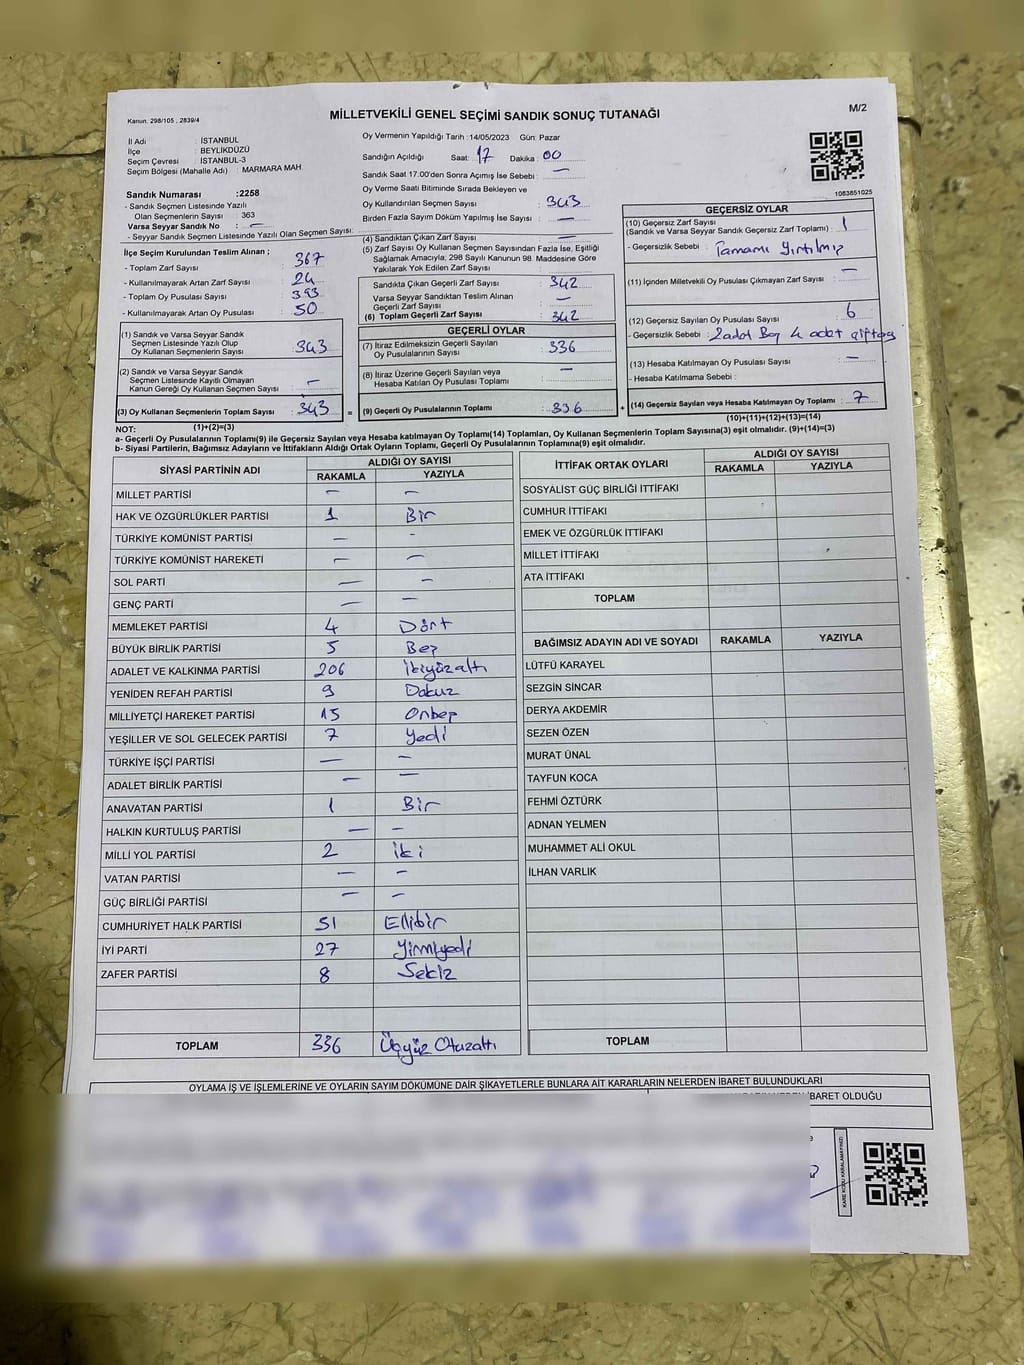 Kanun, 298/105 , 2839/4
MİLLETVEKİLİ GENEL SEÇİMİ SANDIK SONUÇ TUTANAĞI
M/2
İl Adı : İSTANBUL
İlçe : BEYLİKDÜZÜ
Seçim Çevresi : İSTANBUL-3
Seçim Bölgesi (Mahalle Adı) : MARMARA MAH.
Sandık Numarası :2258
- Sandık Seçmen Listesinde Yazılı
Olan Seçmenlerin Sayısı : 363
Varsa Seyyar Sandık No : —
- Seyyar Sandık Seçmen Listesinde Yazılı Olan Seçmen Sayısı:
İlçe Seçim Kurulundan Teslim Alınan ;
- Toplam Zarf Sayısı : 367
- Kullanılmayarak Artan Zarf Sayısı : 24
- Toplam Oy Pusulası Sayısı : 393
- Kullanılmayarak Artan Oy Pusulası : 50
(1) Sandık ve Varsa Seyyar Sandık
Seçmen Listesinde Yazılı Olup
Oy Kullanan Seçmenlerin Sayısı : 343
(2) Sandık ve Varsa Seyyar Sandık
Seçmen Listesinde Kayıtlı Olmayan
Kanun Gereği Oy Kullanan Seçmen Sayısı : —
(3) Oy Kullanan Seçmenlerin Toplam Sayısı : 343
(1)+(2)=(3)
Oy Vermenin Yapıldığı Tarih :14/05/2023 Gün: Pazar
Sandığın Açıldığı Saat: 17 Dakika : 00
Sandık Saat 17.00'den Sonra Açımış İse Sebebi : —
Oy Verme Saati Bitiminde Sırada Bekleyen ve
Oy Kullandırılan Seçmen Sayısı : 343
Birden Fazla Sayım Döküm Yapılmış İse Sayısı : —
(4) Sandıktan Çıkan Zarf Sayısı : —
(5) Zarf Sayısı Oy Kullanan Seçmen Sayısından Fazla İse, Eşitliği
Sağlamak Amacıyla; 298 Sayılı Kanunun 98. Maddesine Göre
Yakılarak Yok Edilen Zarf Sayısı :
Sandıkta Çıkan Geçerli Zarf Sayısı : 342
Varsa Seyyar Sandıktan Teslim Alınan
Geçerli Zarf Sayısı : —
(6) Toplam Geçerli Zarf Sayısı : 342
GEÇERLİ OYLAR
(7) İtiraz Edilmeksizin Geçerli Sayılan
Oy Pusulalarının Sayısı : 336
(8) İtiraz Üzerine Geçerli Sayılan veya
Hesaba Katılan Oy Pusulası Toplamı : —
= (9) Geçerli Oy Pusulalarının Toplamı : 336
1083851025
GEÇERSİZ OYLAR
(10) Geçersiz Zarf Sayısı
(Sandık ve Varsa Seyyar Sandık Geçersiz Zarf Toplamı) : 1
- Geçersizlik Sebebi : Tamamı Yırtılmış
(11) İçinden Milletvekili Oy Pusulası Çıkmayan Zarf Sayısı : —
(12) Geçersiz Sayılan Oy Pusulası Sayısı : 6
- Geçersizlik Sebebi : 2adet Boş 4 adet çiftoy
(13) Hesaba Katılmayan Oy Pusulası Sayısı : —
- Hesaba Katılmama Sebebi :
+ (14) Geçersiz Sayılan veya Hesaba Katılmayan Oy Toplamı : 7
(10)+(11)+(12)+(13)=(14)
NOT:
a- Geçerli Oy Pusulalarının Toplamı(9) ile Geçersiz Sayılan veya Hesaba katılmayan Oy Toplamı(14) Toplamları, Oy Kullanan Seçmenlerin Toplam Sayısına(3) eşit olmalıdır. (9)+(14)=(3)
b- Siyasi Partilerin, Bağımsız Adayların ve İttifakların Aldığı Ortak Oyların Toplamı, Geçerli Oy Pusulalarının Toplamına(9) eşit olmalıdır.
SİYASİ PARTİNİN ADI ALDIĞI OY SAYISI
RAKAMLA YAZIYLA
MİLLET PARTİSİ — —
HAK VE ÖZGÜRLÜKLER PARTİSİ 1 Bir
TÜRKİYE KOMÜNİST PARTİSİ — -
TÜRKİYE KOMÜNİST HAREKETİ — —
SOL PARTİ — —
GENÇ PARTİ — —
MEMLEKET PARTİSİ 4 Dört
BÜYÜK BİRLİK PARTİSİ 5 Beş
ADALET VE KALKINMA PARTİSİ 206 İkiyüzaltı
YENİDEN REFAH PARTİSİ 9 Dokuz
MİLLİYETÇİ HAREKET PARTİSİ 15 Onbeş
YEŞİLLER VE SOL GELECEK PARTİSİ 7 Yedi
TÜRKİYE İŞÇİ PARTİSİ — —
ADALET BİRLİK PARTİSİ — —
ANAVATAN PARTİSİ 1 Bir
HALKIN KURTULUŞ PARTİSİ — —
MİLLİ YOL PARTİSİ 2 İki
VATAN PARTİSİ — —
GÜÇ BİRLİĞİ PARTİSİ — —
CUMHURİYET HALK PARTİSİ 51 Ellibir
İYİ PARTİ 27 Yirmiyedi
ZAFER PARTİSİ 8 Sekiz
TOPLAM 336 Üçyüz Otuzaltı
İTTİFAK ORTAK OYLARI ALDIĞI OY SAYISI
RAKAMLA YAZIYLA
SOSYALİST GÜÇ BİRLİĞİ İTTİFAKI
CUMHUR İTTİFAKI
EMEK VE ÖZGÜRLÜK İTTİFAKI
MİLLET İTTİFAKI
ATA İTTİFAKI
TOPLAM
BAĞIMSIZ ADAYIN ADI VE SOYADI RAKAMLA YAZIYLA
LÜTFÜ KARAYEL
SEZGİN SİNCAR
DERYA AKDEMİR
SEZEN ÖZEN
MURAT ÜNAL
TAYFUN KOCA
FEHMİ ÖZTÜRK
ADNAN YELMEN
MUHAMMET ALİ OKUL
İLHAN VARLIK
TOPLAM
OYLAMA İŞ VE İŞLEMLERİNE VE OYLARIN SAYIM DÖKÜMÜNE DAİR ŞİKAYETLERLE BUNLARA AİT KARARLARIN NELERDEN İBARET BULUNDUKLARI
İBARET OLDUĞU
KARE KODU KARALAMAYINIZ!